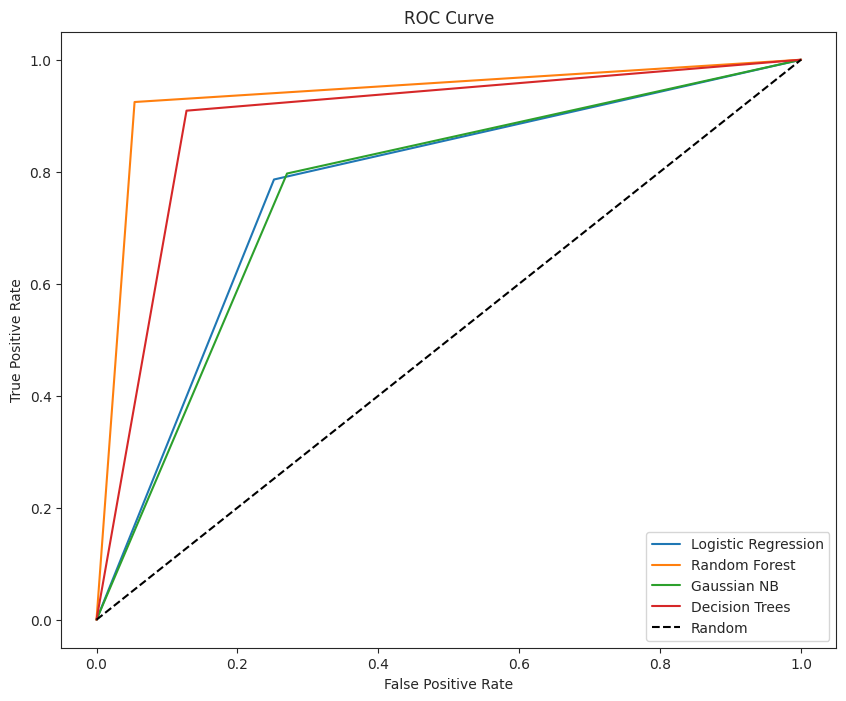 ROC Curve
1.0
0.8
0.6
0.4
0.2
0.0
True Positive Rate
0.0 0.2 0.4 0.6 0.8 1.0
False Positive Rate
Logistic Regression
Random Forest
Gaussian NB
Decision Trees
Random